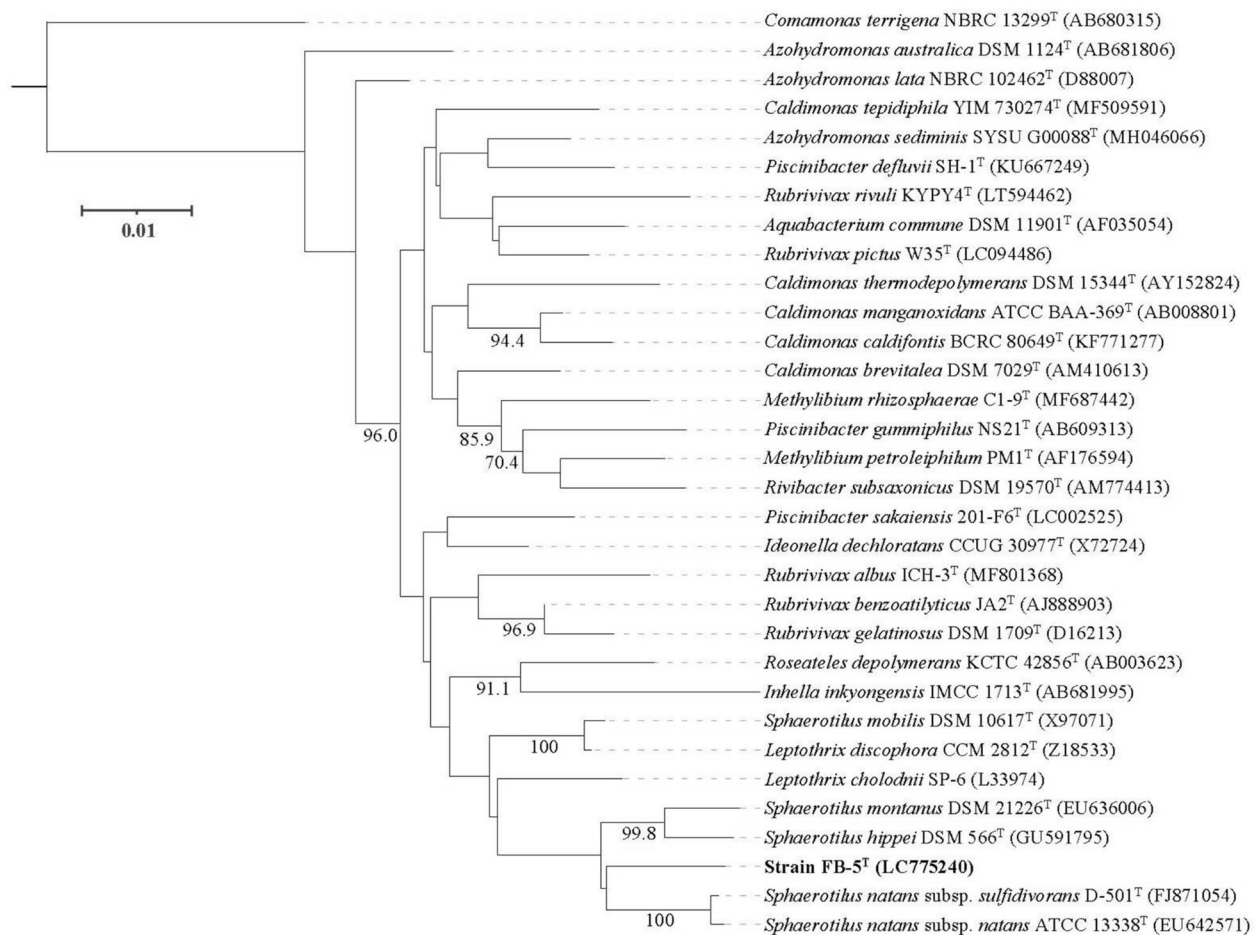 Comamonas terrigena NBRC 13299ᵀ (AB680315)
Azohydromonas australica DSM 1124ᵀ (AB681806)
Azohydromonas lata NBRC 102462ᵀ (D88007)
Caldimonas tepidiphila YIM 730274ᵀ (MF509591)
Azohydromonas sediminis SYSU G00088ᵀ (MH046066)
Piscinibacter defluvii SH-1ᵀ (KU667249)
Rubrivivax rivuli KYPY4ᵀ (LT594462)
0.01
Aquabacterium commune DSM 11901ᵀ (AF035054)
Rubrivivax pictus W35ᵀ (LC094486)
Caldimonas thermodepolymerans DSM 15344ᵀ (AY152824)
Caldimonas manganoxidans ATCC BAA-369ᵀ (AB008801)
94.4
Caldimonas caldifontis BCRC 80649ᵀ (KF771277)
Caldimonas brevitalea DSM 7029ᵀ (AM410613)
Methylibium rhizosphaerae C1-9ᵀ (MF687442)
96.0
85.9
Piscinibacter gummiphilus NS21ᵀ (AB609313)
70.4
Methylibium petroleiphilum PM1ᵀ (AF176594)
Rivibacter subsaxonicus DSM 19570ᵀ (AM774413)
Piscinibacter sakaiensis 201-F6ᵀ (LC002525)
Ideonella dechloratans CCUG 30977ᵀ (X72724)
Rubrivivax albus ICH-3ᵀ (MF801368)
Rubrivivax benzoatilyticus JA2ᵀ (AJ888903)
96.9
Rubrivivax gelatinosus DSM 1709ᵀ (D16213)
Roseateles depolymerans KCTC 42856ᵀ (AB003623)
91.1
Inhella inkyongensis IMCC 1713ᵀ (AB681995)
Sphaerotilus mobilis DSM 10617ᵀ (X97071)
100
Leptothrix discophora CCM 2812ᵀ (Z18533)
Leptothrix cholodnii SP-6 (L33974)
Sphaerotilus montanus DSM 21226ᵀ (EU636006)
99.8
Sphaerotilus hippei DSM 566ᵀ (GU591795)
Strain FB-5ᵀ (LC775240)
Sphaerotilus natans subsp. sulfidivorans D-501ᵀ (FJ871054)
100
Sphaerotilus natans subsp. natans ATCC 13338ᵀ (EU642571)